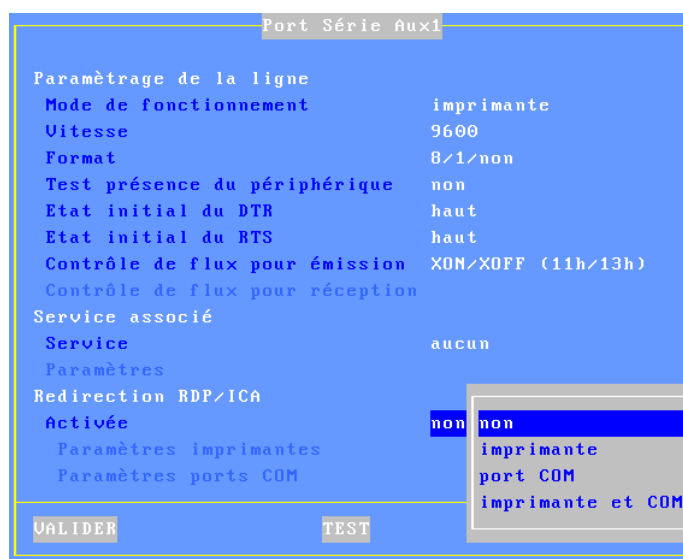 Port Série Aux1
Paramètrage de la ligne
Mode de fonctionnement imprimante
Vitesse 9600
Format 8/1/non
Test présence du périphérique non
Etat initial du DTR haut
Etat initial du RTS haut
Contrôle de flux pour émission XON/XOFF (11h/13h)
Contrôle de flux pour réception
Service associé
Service aucun
Paramètres
Redirection RDP/ICA
Activée non non
Paramètres imprimantes imprimante
Paramètres ports COM port COM
imprimante et COM
VALIDER TEST